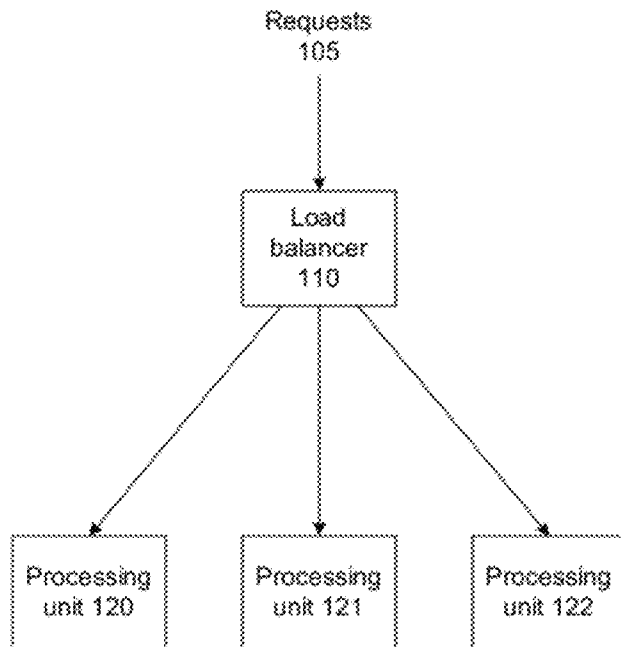 Requests
105
Load
balancer
110
Processing
unit 120
Processing
unit 121
Processing
unit 122